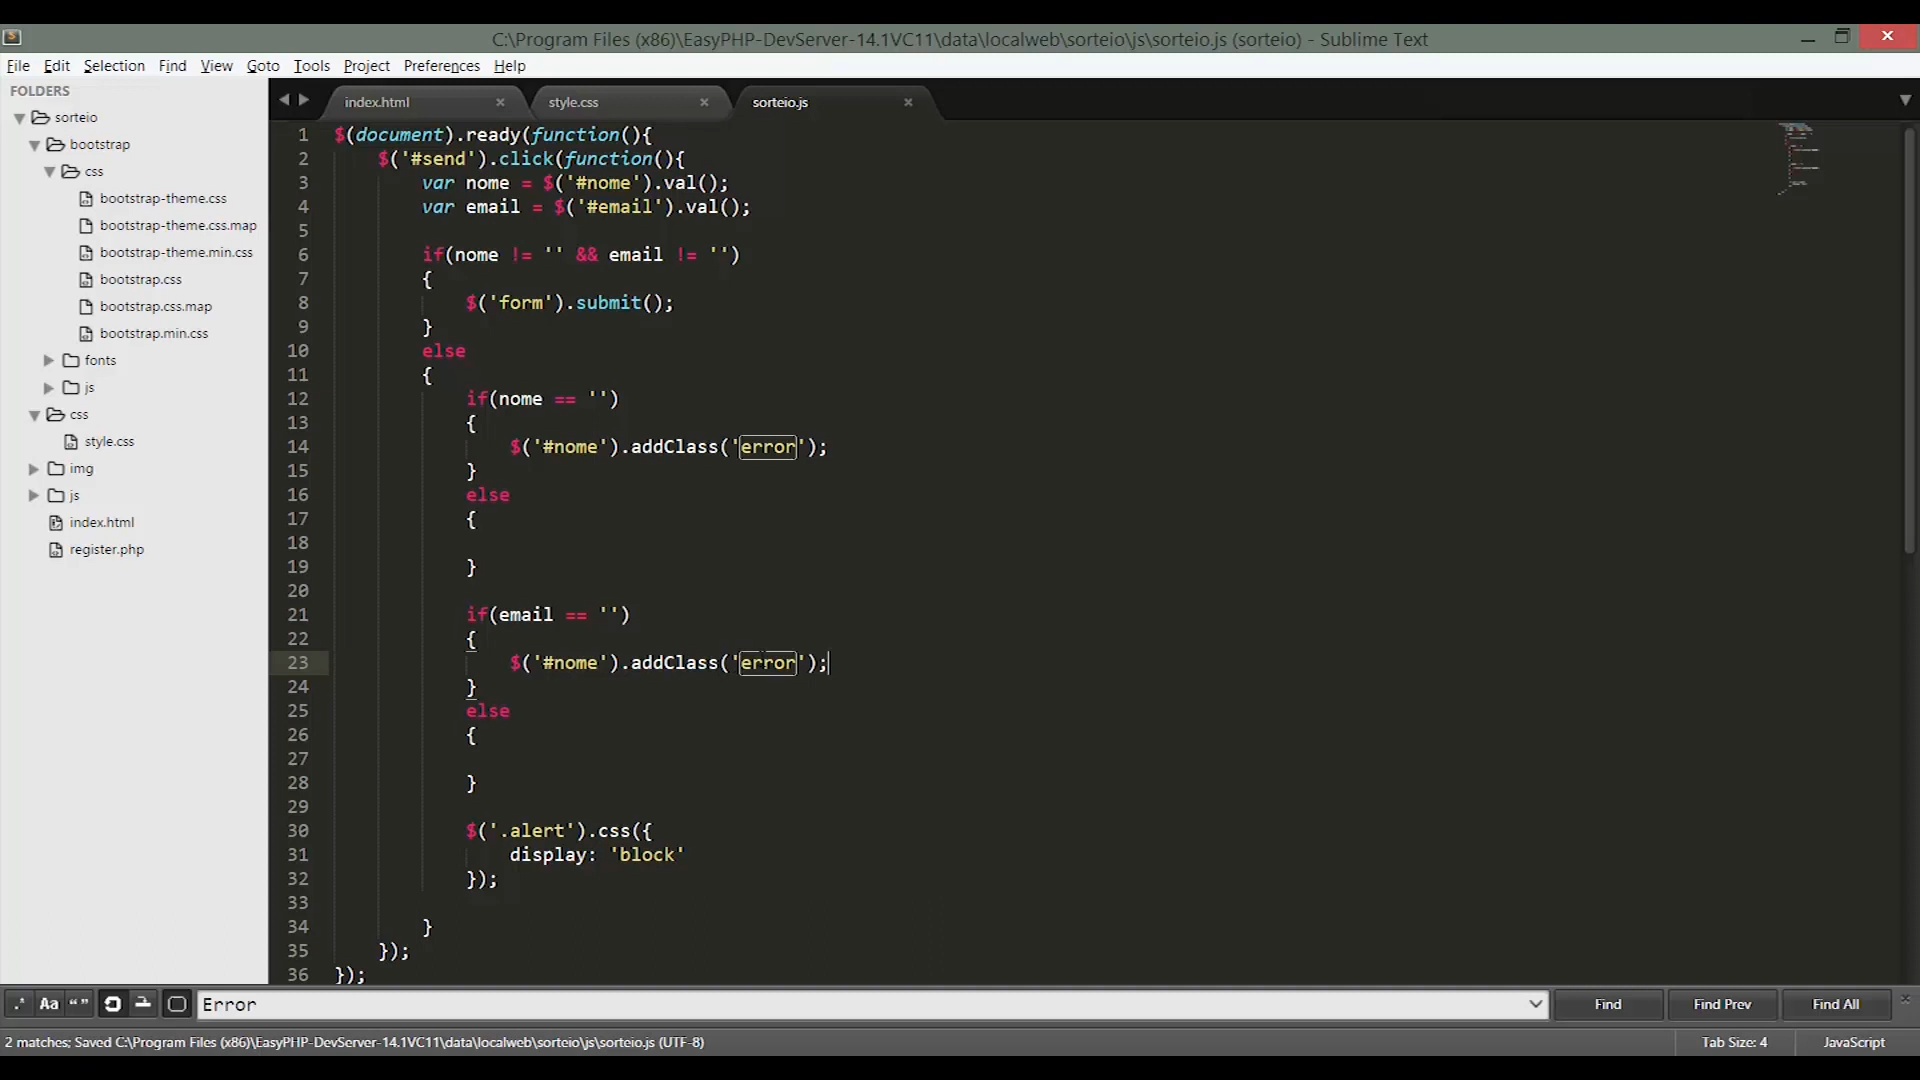 C:\Program Files (x86)\EasyPHP-DevServer-14.1VC11\data\localweb\sorteio\js\sorteio.js (sorteio) - Sublime Text
File Edit Selection Find View Goto Tools Project Preferences Help
FOLDERS
sorteio
bootstrap
css
bootstrap-theme.css
bootstrap-theme.css.map
bootstrap-theme.min.css
bootstrap.css
bootstrap.css.map
bootstrap.min.css
fonts
js
css
style.css
img
js
index.html
register.php
index.html style.css sorteio.js
1 $(document).ready(function(){
2 $('#send').click(function(){
3 var nome = $('#nome').val();
4 var email = $('#email').val();
5
6 if(nome != '' && email != '')
7 {
8 $('form').submit();
9 }
10 else
11 {
12 if(nome == '')
13 {
14 $('#nome').addClass('error');
15 }
16 else
17 {
18
19 }
20
21 if(email == '')
22 {
23 $('#nome').addClass('error');
24 }
25 else
26 {
27
28 }
29
30 $('.alert').css({
31 display: 'block'
32 });
33
34 }
35 });
36 });
.* Aa “ ” Error Find Find Prev Find All
2 matches; Saved C:\Program Files (x86)\EasyPHP-DevServer-14.1VC11\data\localweb\sorteio\js\sorteio.js (UTF-8) Tab Size: 4 JavaScript